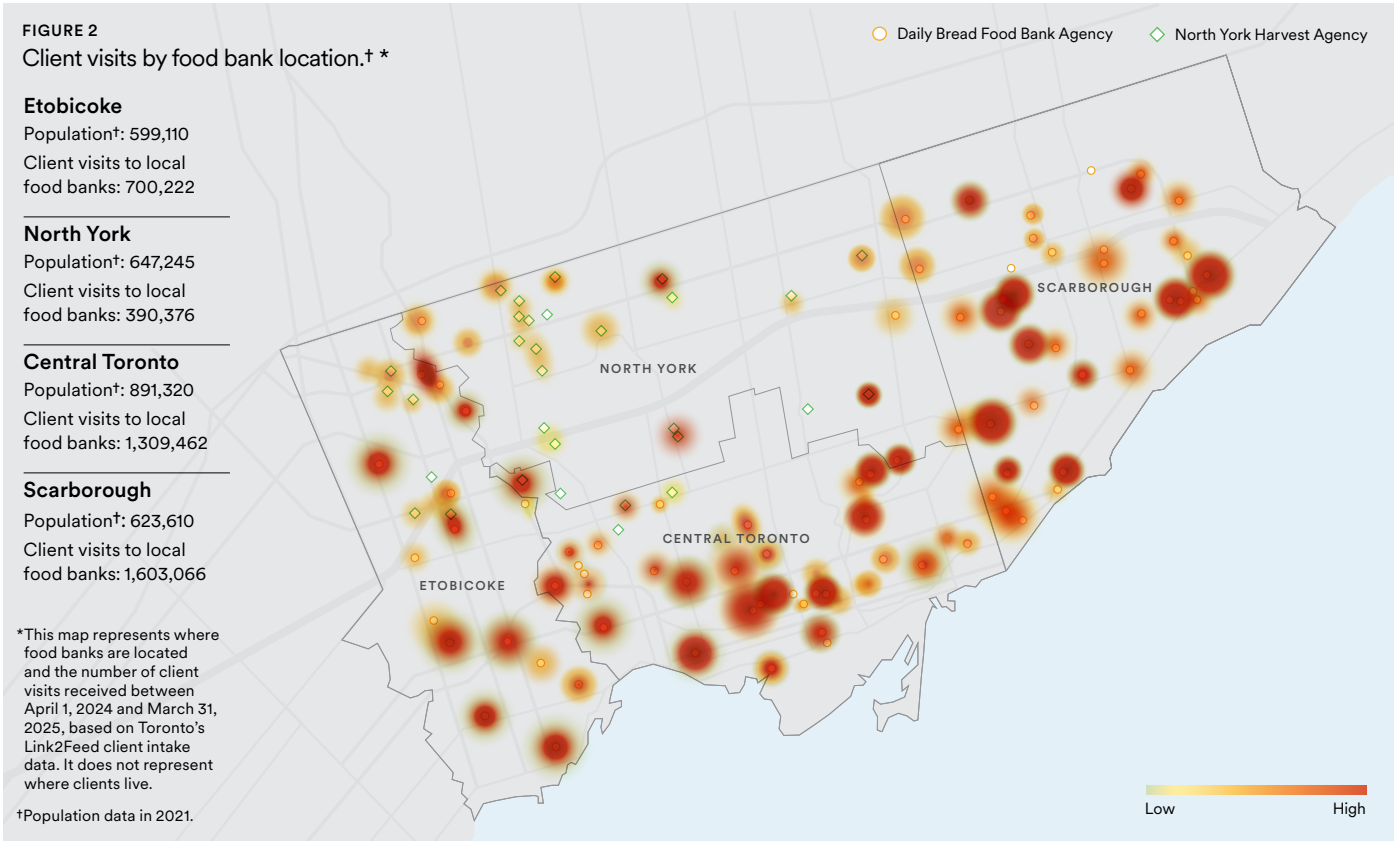 FIGURE 2
Client visits by food bank location.† *
Daily Bread Food Bank Agency
North York Harvest Agency
Etobicoke
Population†: 599,110
Client visits to local
food banks: 700,222
North York
Population†: 647,245
Client visits to local
food banks: 390,376
Central Toronto
Population†: 891,320
Client visits to local
food banks: 1,309,462
Scarborough
Population†: 623,610
Client visits to local
food banks: 1,603,066
*This map represents where
food banks are located
and the number of client
visits received between
April 1, 2024 and March 31,
2025, based on Toronto’s
Link2Feed client intake
data. It does not represent
where clients live.
†Population data in 2021.
SCARBOROUGH
NORTH YORK
CENTRAL TORONTO
ETOBICOKE
Low
High